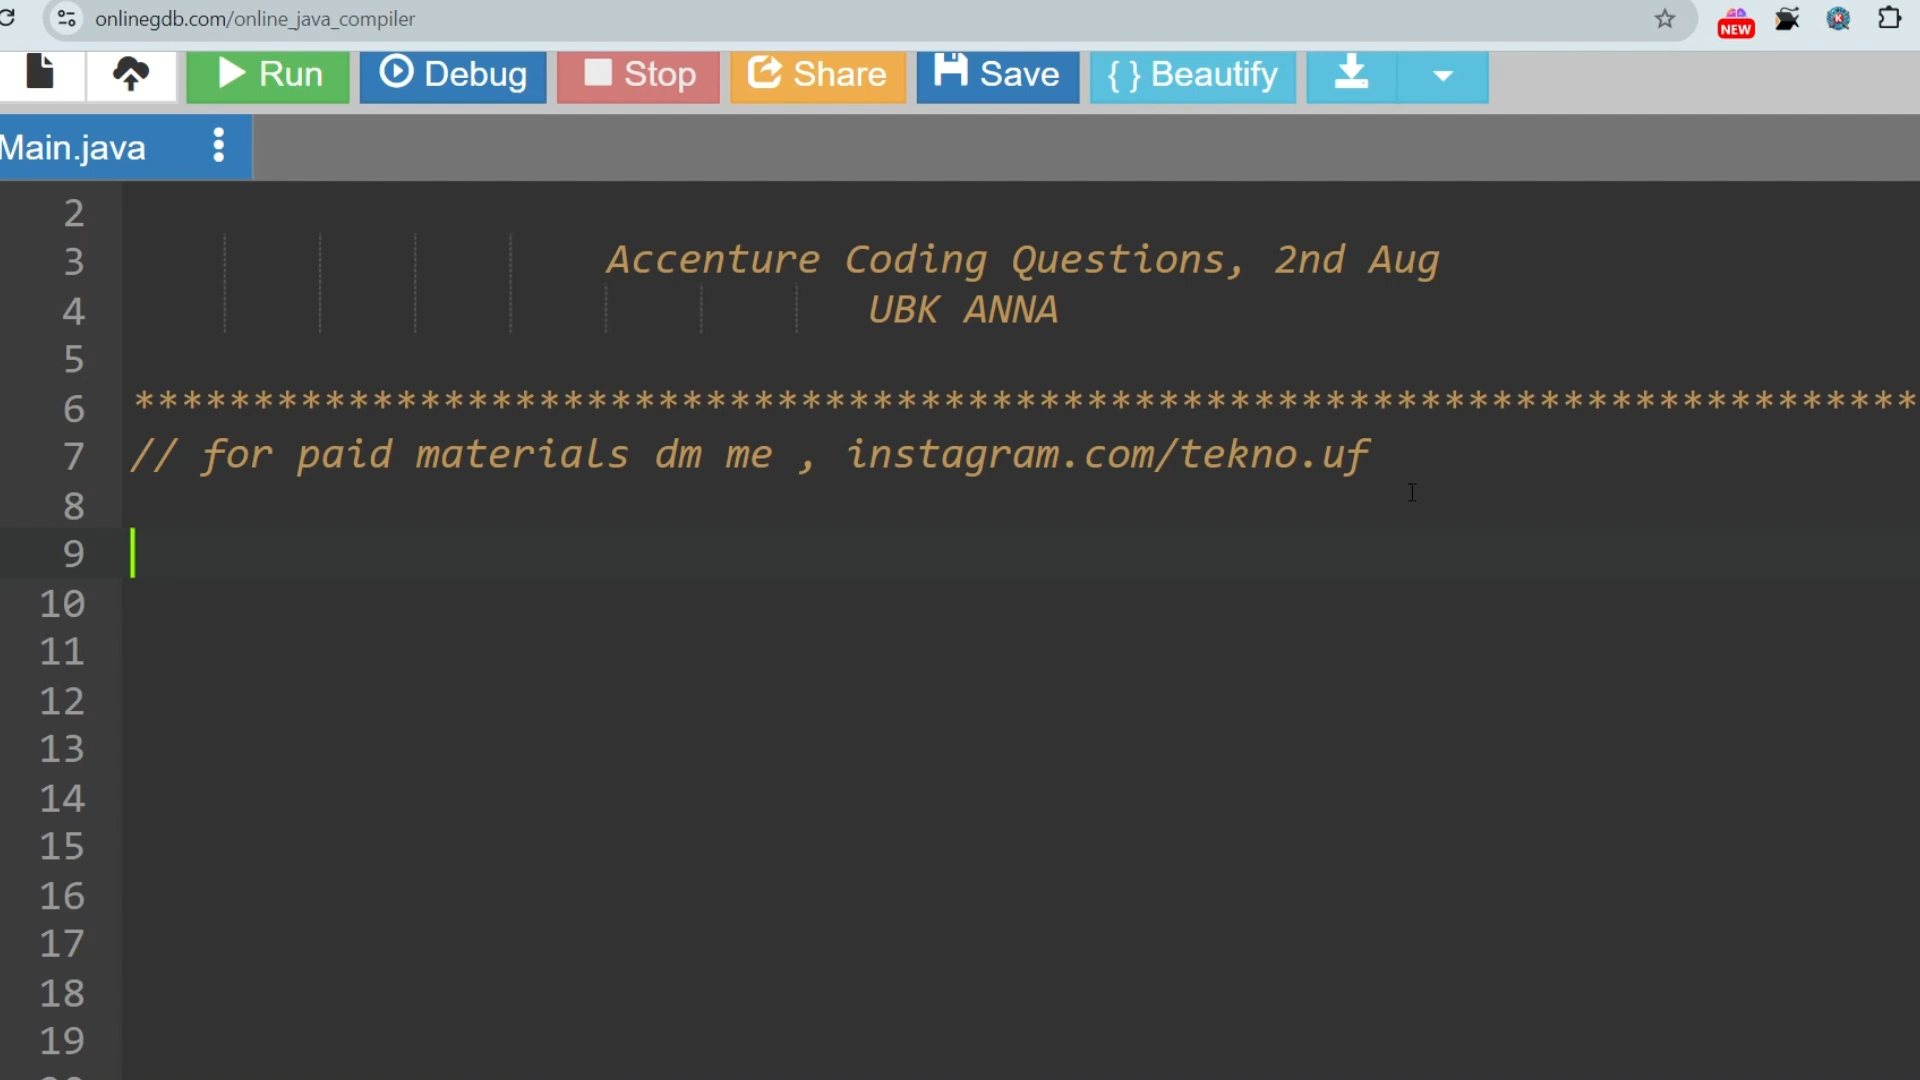 onlinegdb.com/online_java_compiler
NEW
K
Run
Debug
Stop
Share
Save
{ } Beautify
Main.java
2
3 Accenture Coding Questions, 2nd Aug
4 UBK ANNA
5
6 ***************************************************************************
7 // for paid materials dm me , instagram.com/tekno.uf
8
9
10
11
12
13
14
15
16
17
18
19